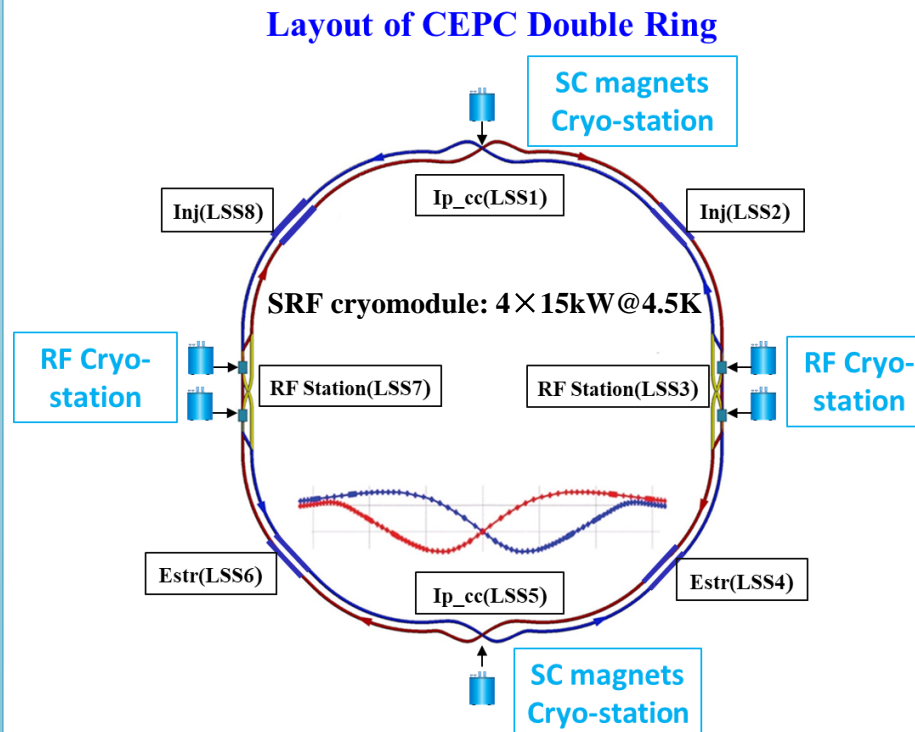 Layout of CEPC Double Ring
SC magnets
Cryo-station
Ip_cc(LSS1)
Inj(LSS8)
Inj(LSS2)
SRF cryomodule: 4×15kW@4.5K
RF Cryo-
station
RF Station(LSS7)
RF Station(LSS3)
RF Cryo-
station
Estr(LSS6)
Ip_cc(LSS5)
Estr(LSS4)
SC magnets
Cryo-station